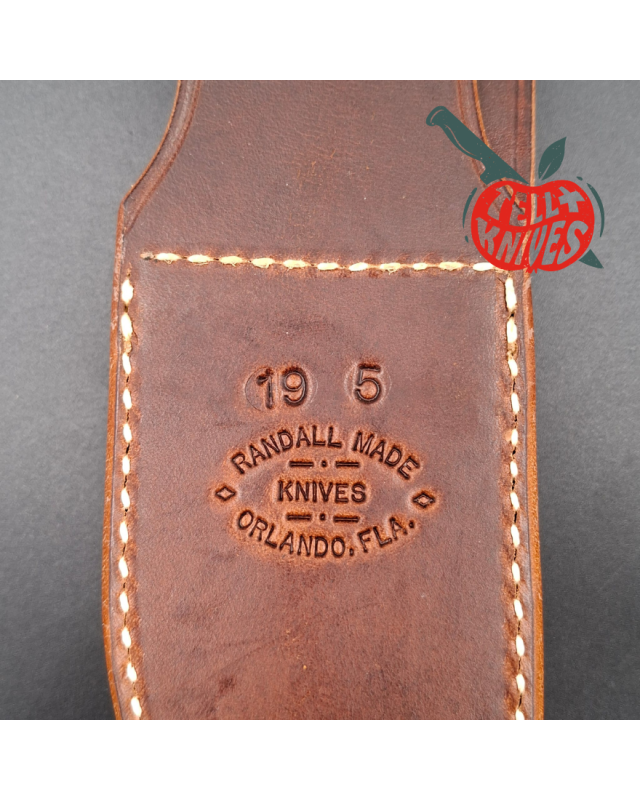 TELL+
KNIVES
19 5
RANDALL MADE
KNIVES
ORLANDO, FLA.